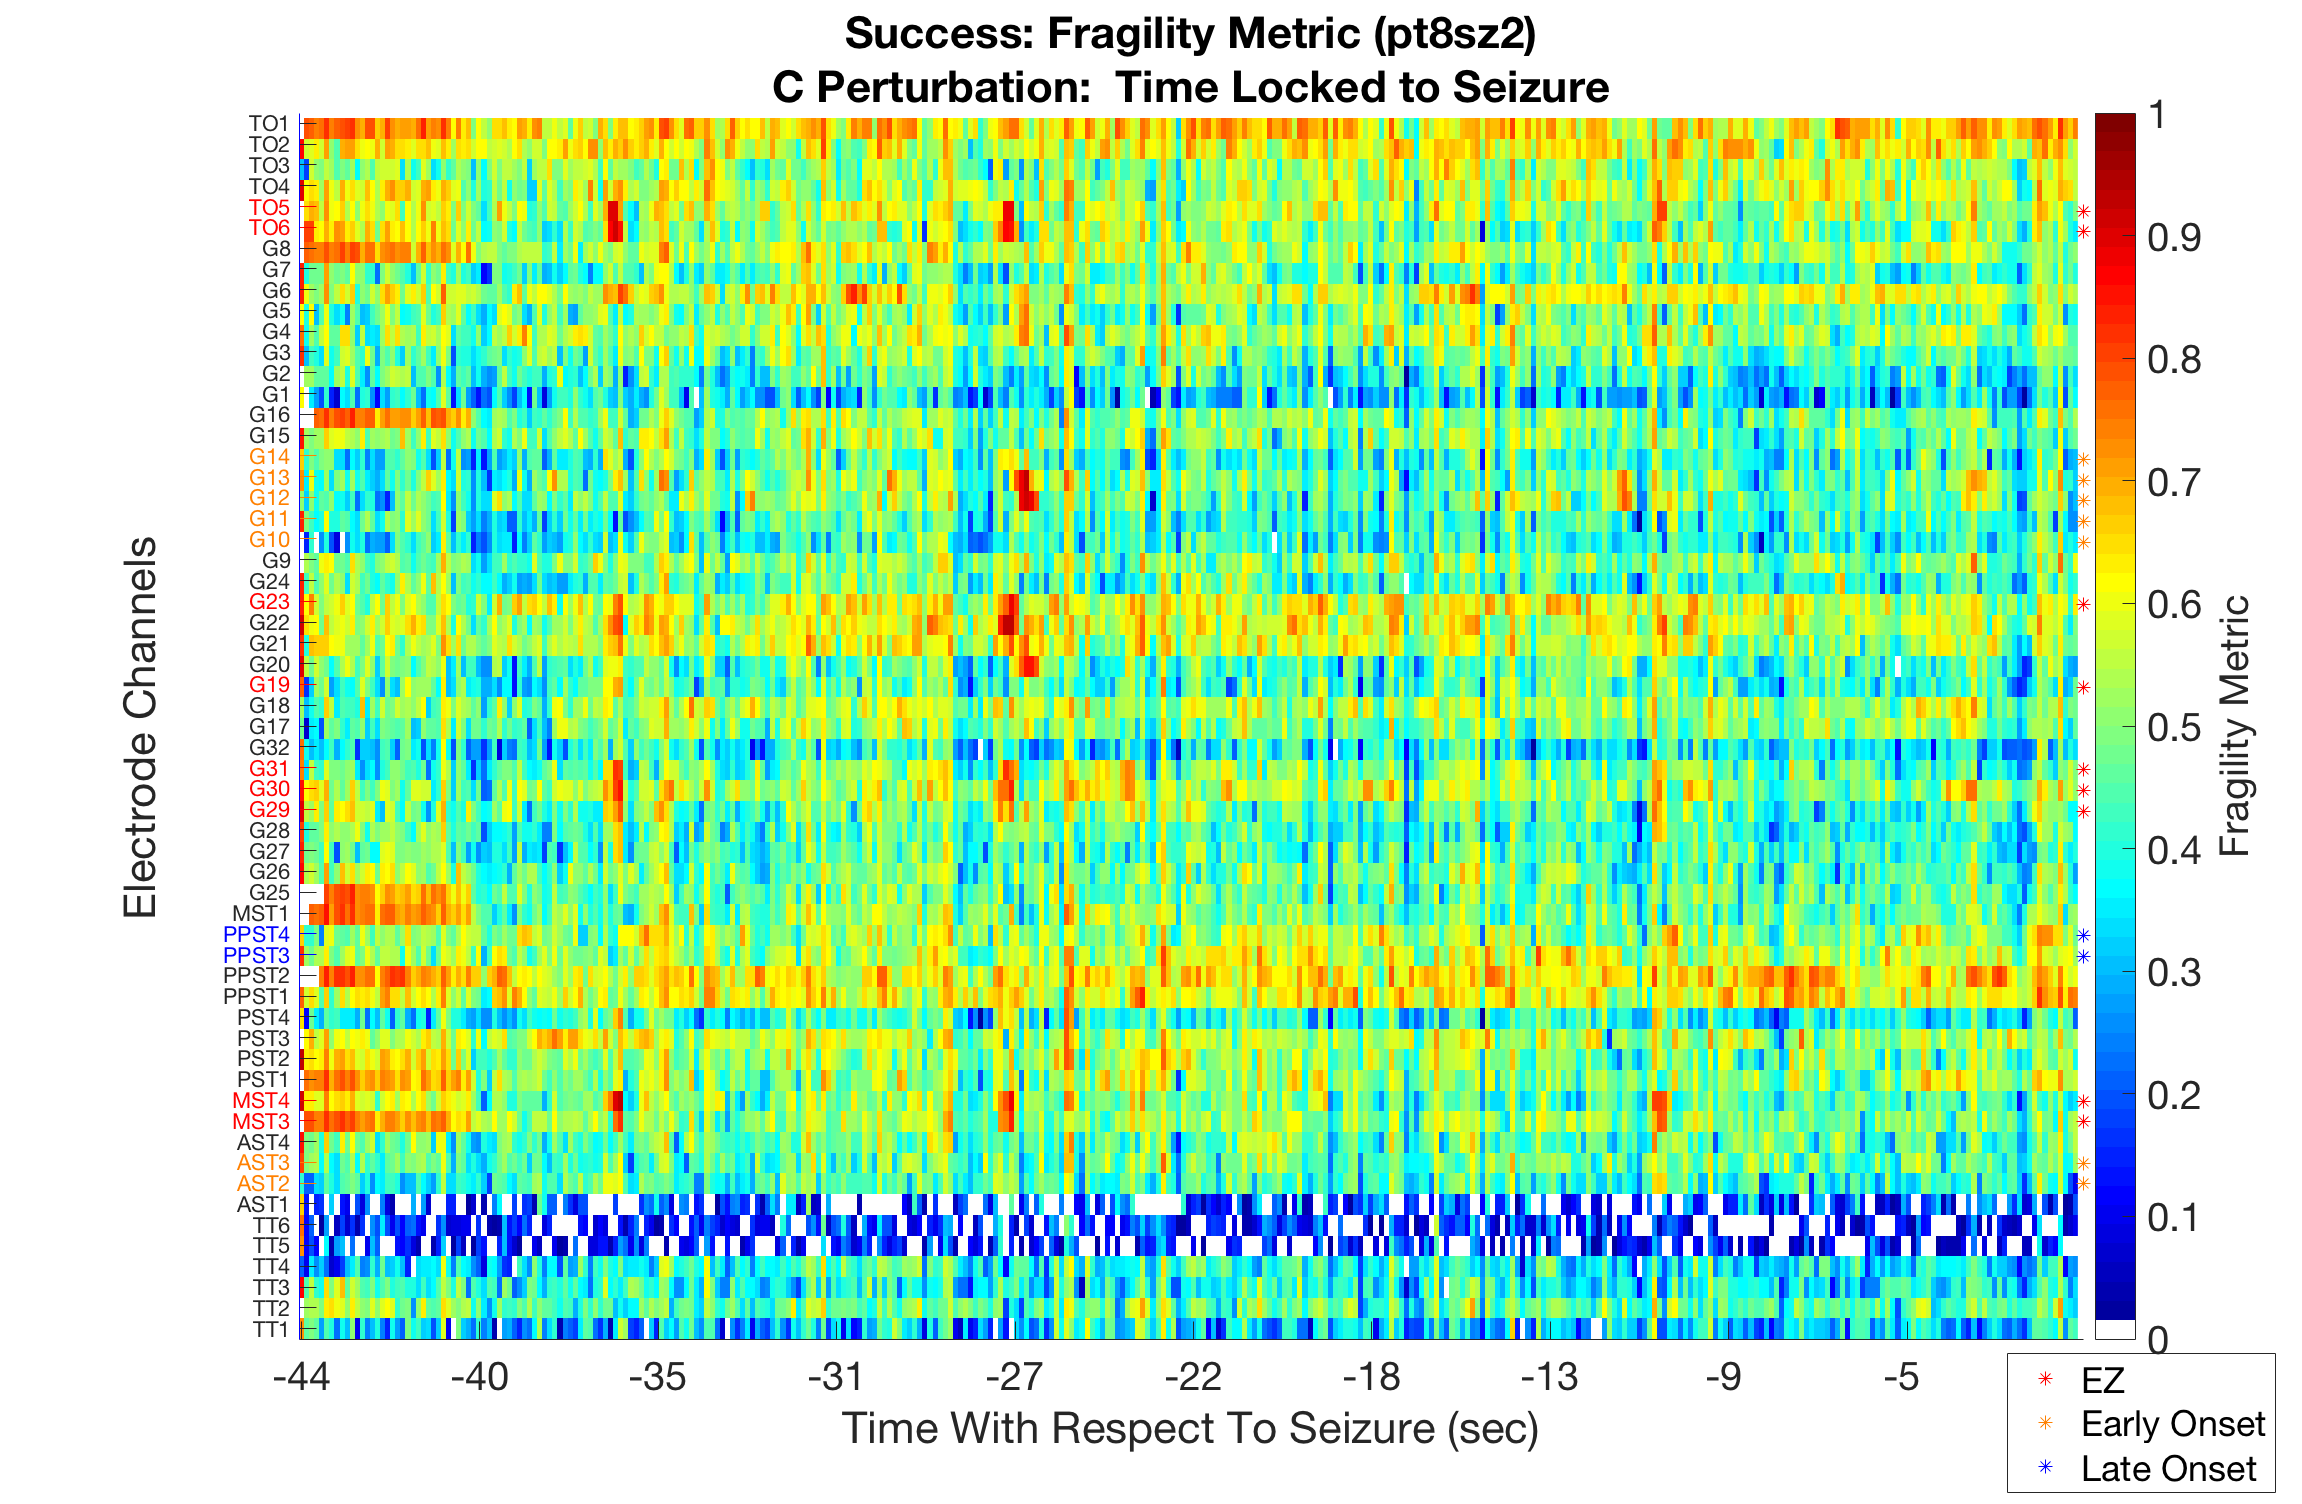 Success: Fragility Metric (pt8sz2)
C Perturbation: Time Locked to Seizure
Electrode Channels
TO1
TO2
TO3
TO4
TO5
TO6
G8
G7
G6
G5
G4
G3
G2
G1
G16
G15
G14
G13
G12
G11
G10
G9
G24
G23
G22
G21
G20
G19
G18
G17
G32
G31
G30
G29
G28
G27
G26
G25
MST1
PPST4
PPST3
PPST2
PPST1
PST4
PST3
PST2
PST1
MST4
MST3
AST4
AST3
AST2
AST1
TT6
TT5
TT4
TT3
TT2
TT1
-44 -40 -35 -31 -27 -22 -18 -13 -9 -5
Time With Respect To Seizure (sec)
1
0.9
0.8
0.7
0.6
0.5
0.4
0.3
0.2
0.1
0
Fragility Metric
EZ
Early Onset
Late Onset